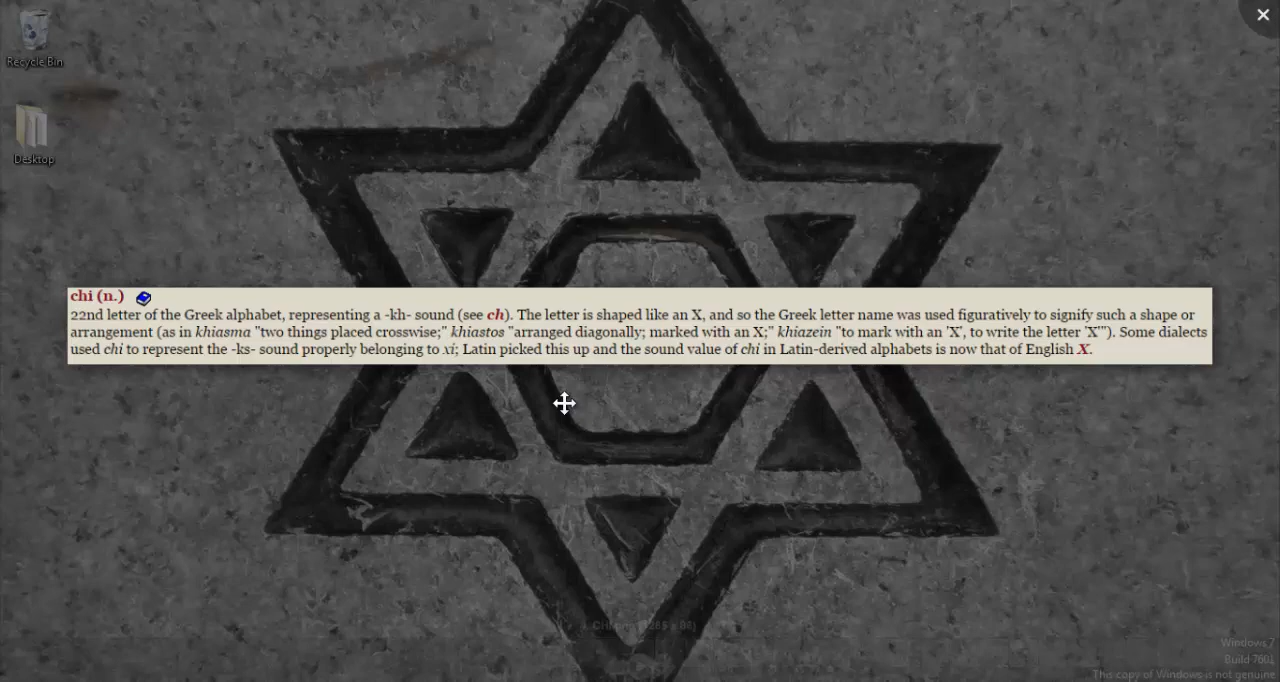 Recycle Bin
Desktop
chi (n.)
22nd letter of the Greek alphabet, representing a -kh- sound (see ch). The letter is shaped like an X, and so the Greek letter name was used figuratively to signify such a shape or
arrangement (as in khiasma "two things placed crosswise;" khiastos "arranged diagonally; marked with an X;" khiazein "to mark with an 'X', to write the letter 'X'"). Some dialects
used chi to represent the -ks- sound properly belonging to xi; Latin picked this up and the sound value of chi in Latin-derived alphabets is now that of English X.
Windows 7
Build 7601
This copy of Windows is not genuine